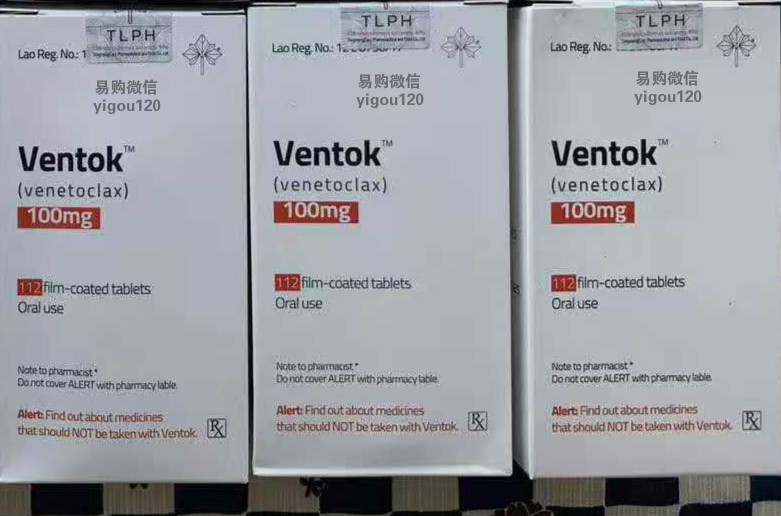 TLPH
Lao Reg. No.: 1
易购微信
yigou120
Ventok™
(venetoclax)
100mg
112 film-coated tablets
Oral use
Note to pharmacist *
Do not cover ALERT with pharmacy lable.
Alert: Find out about medicines
that should NOT be taken with Ventok.
Rx
TLPH
Lao Reg. No.: 1
易购微信
yigou120
Ventok™
(venetoclax)
100mg
112 film-coated tablets
Oral use
Note to pharmacist *
Do not cover ALERT with pharmacy lable.
Alert: Find out about medicines
that should NOT be taken with Ventok.
Rx
TLPH
Lao Reg. No.:
易购微信
yigou120
Ventok™
(venetoclax)
100mg
112 film-coated tablets
Oral use
Note to pharmacist *
Do not cover ALERT with pharmacy lable.
Alert: Find out about medicines
that should NOT be taken with Ventok.
Rx